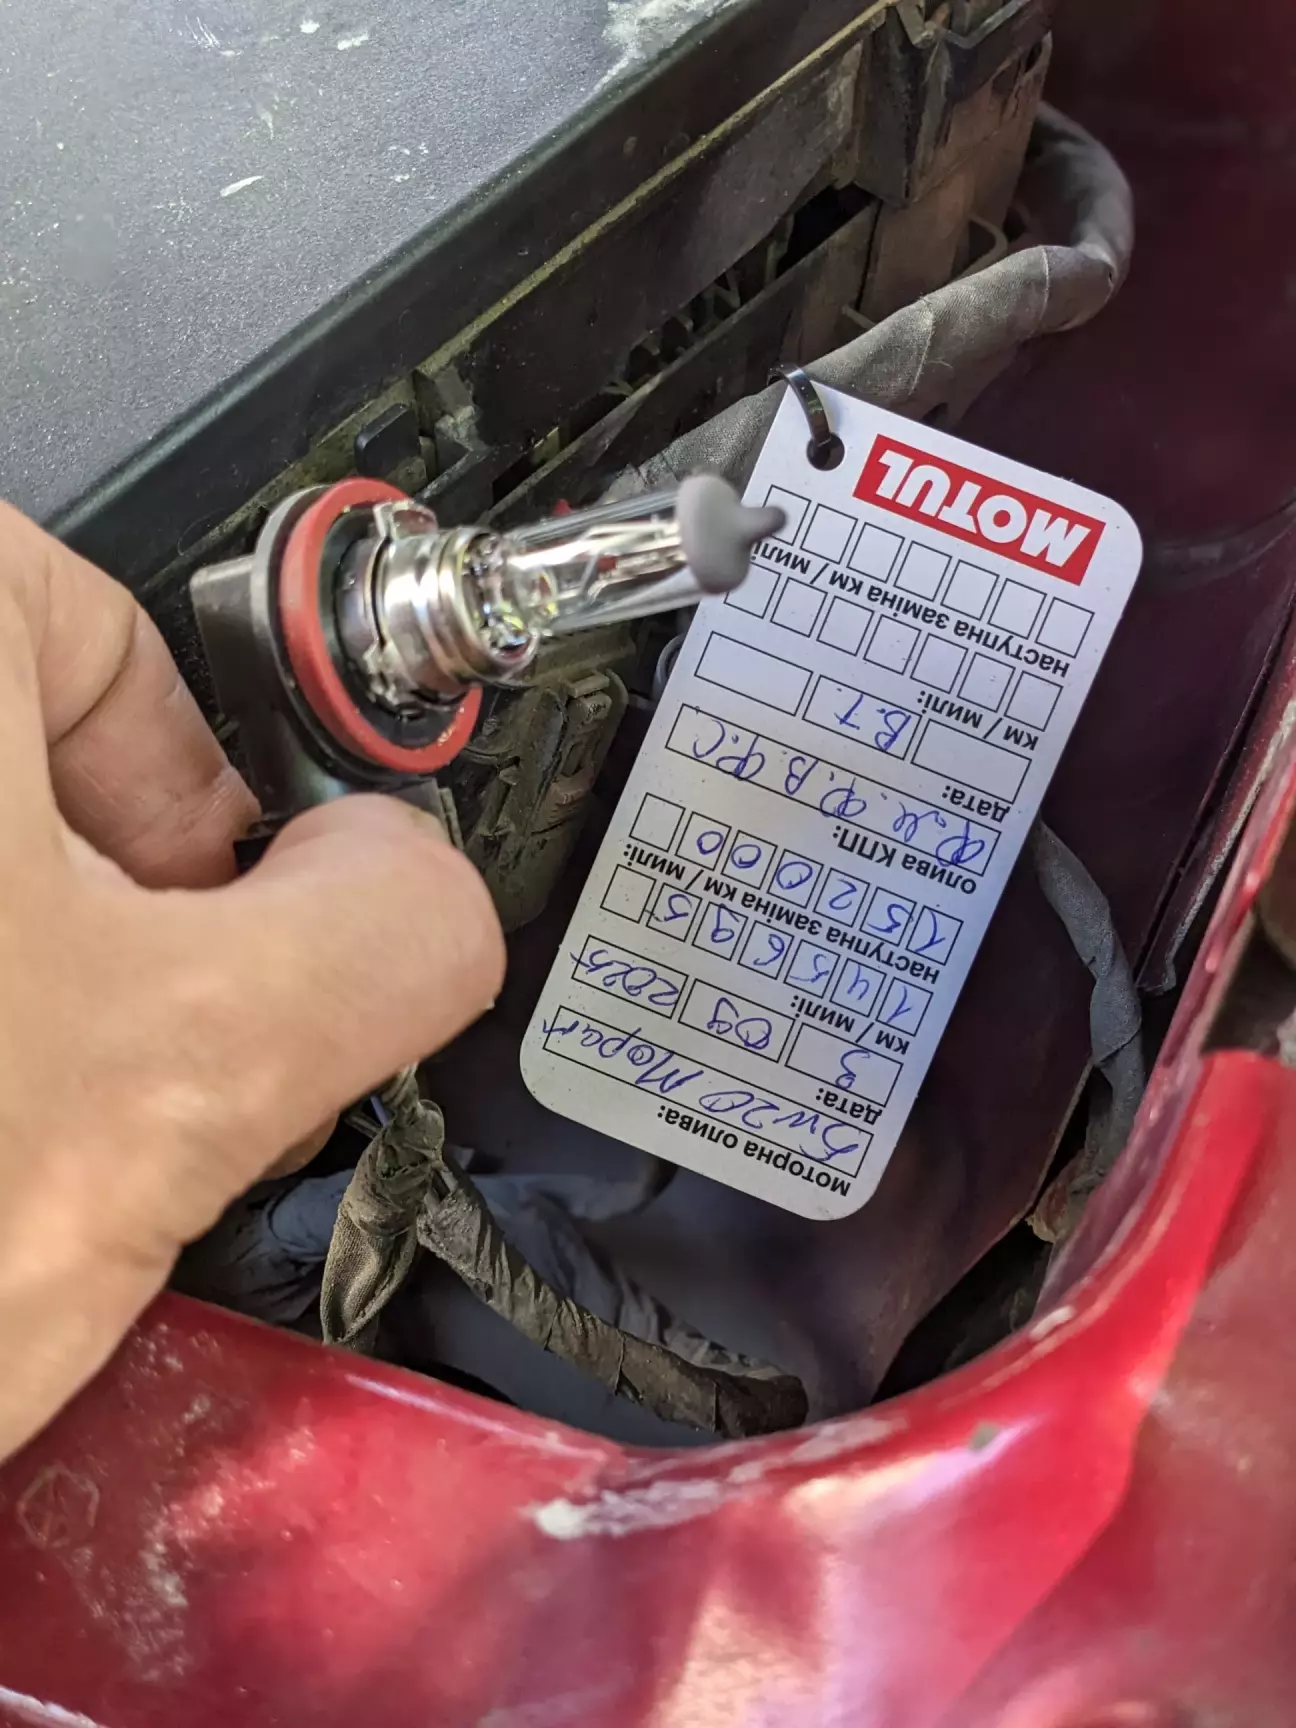 моторна олива:
5w20 Мopar
дата:
3 09 2025
км / милі:
145695
наступна заміна км / милі:
152000
олива КПП:
Ф.м. Ф.В Ф.С
дата:
В.Т.
км / милі:
наступна заміна км / милі:
MOTUL